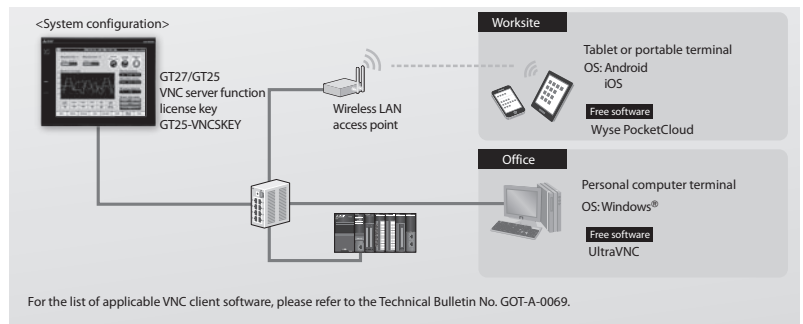 <System configuration>
GT27/GT25
VNC server function
license key
GT25-VNCSKEY
Wireless LAN
access point
Worksite
Tablet or portable terminal
OS: Android
iOS
Free software
Wyse PocketCloud
Office
Personal computer terminal
OS:Windows®
Free software
UltraVNC
For the list of applicable VNC client software, please refer to the Technical Bulletin No. GOT-A-0069.